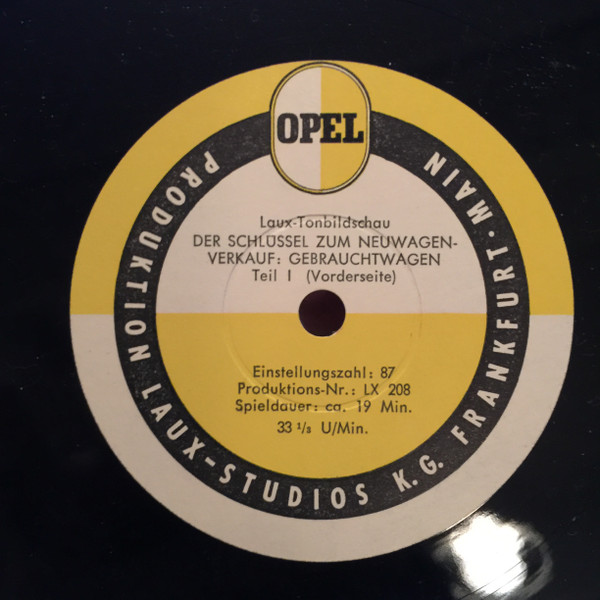 OPEL
Laux-Tonbildschau
DER SCHLÜSSEL ZUM NEUWAGEN-
VERKAUF: GEBRAUCHTWAGEN
Teil I (Vorderseite)
Einstellungszahl: 87
Produktions-Nr.: LX 208
Spieldauer: ca. 19 Min.
33 ⅓ U/Min.
PRODUKTION LAUX-STUDIOS K.G. FRANKFURT·MAIN